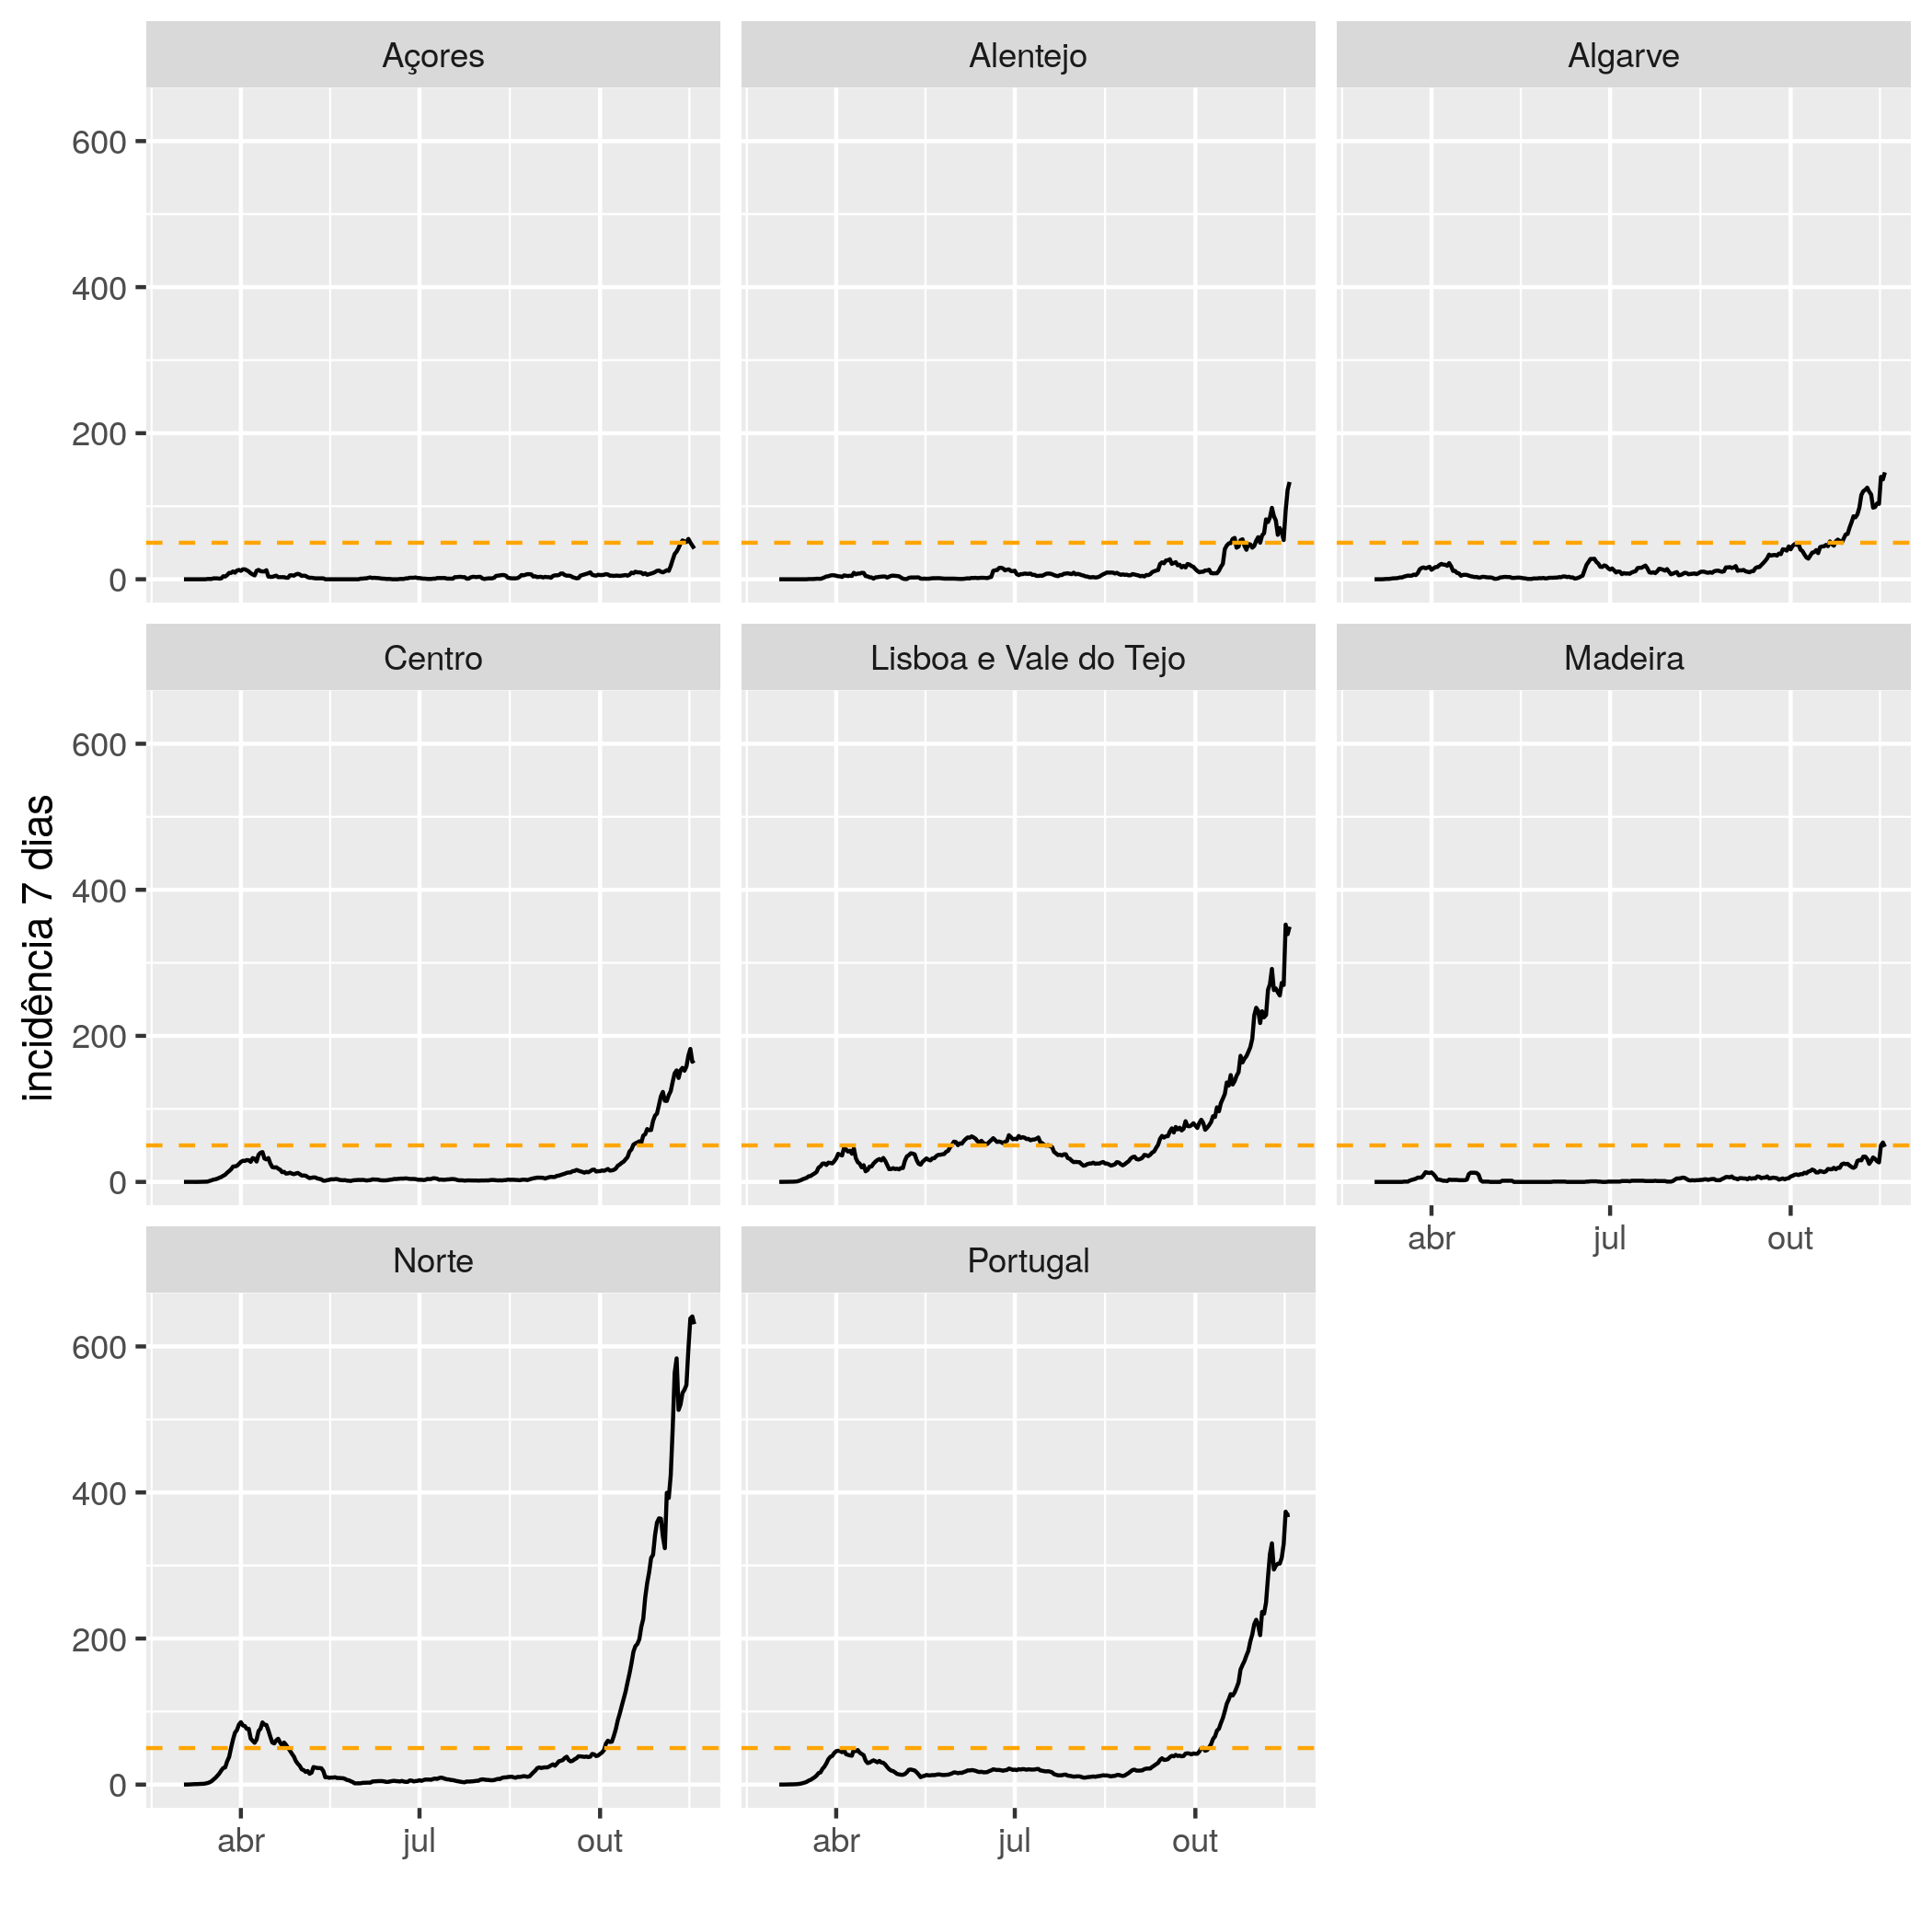 Açores
Alentejo
Algarve
600
400
200
0
Centro
Lisboa e Vale do Tejo
Madeira
600
400
200
0
abr
jul
out
Norte
Portugal
600
400
200
0
abr
jul
out
abr
jul
out
incidência 7 dias